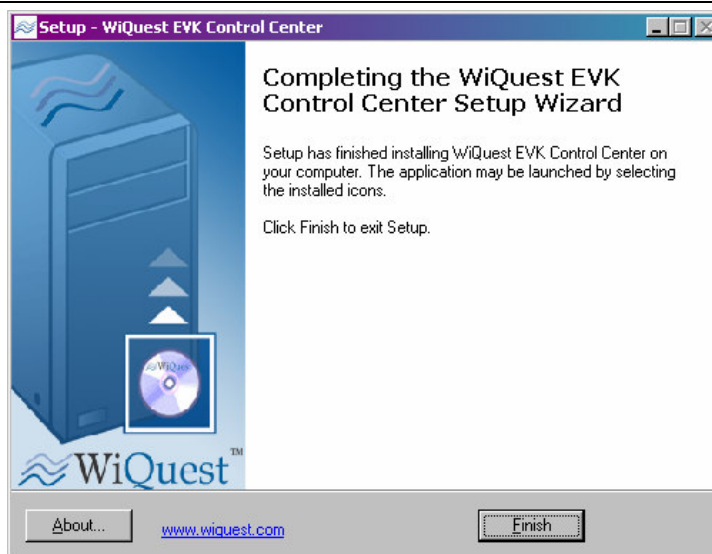 Setup - WiQuest EVK Control Center
Completing the WiQuest EVK
Control Center Setup Wizard
Setup has finished installing WiQuest EVK Control Center on
your computer. The application may be launched by selecting
the installed icons.
Click Finish to exit Setup.
WiQuest
WiQuest™
About...
www.wiquest.com
Finish